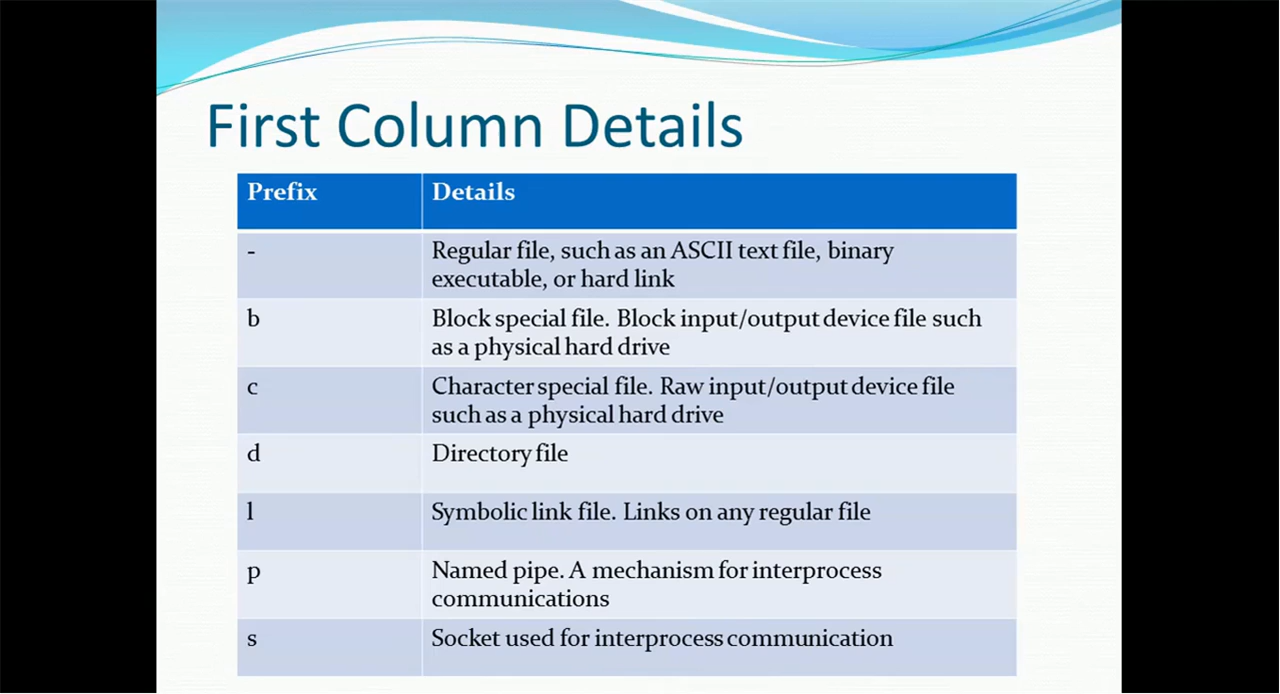 First Column Details
Prefix Details
- Regular file, such as an ASCII text file, binary
executable, or hard link
b Block special file. Block input/output device file such
as a physical hard drive
c Character special file. Raw input/output device file
such as a physical hard drive
d Directory file
l Symbolic link file. Links on any regular file
p Named pipe. A mechanism for interprocess
communications
s Socket used for interprocess communication